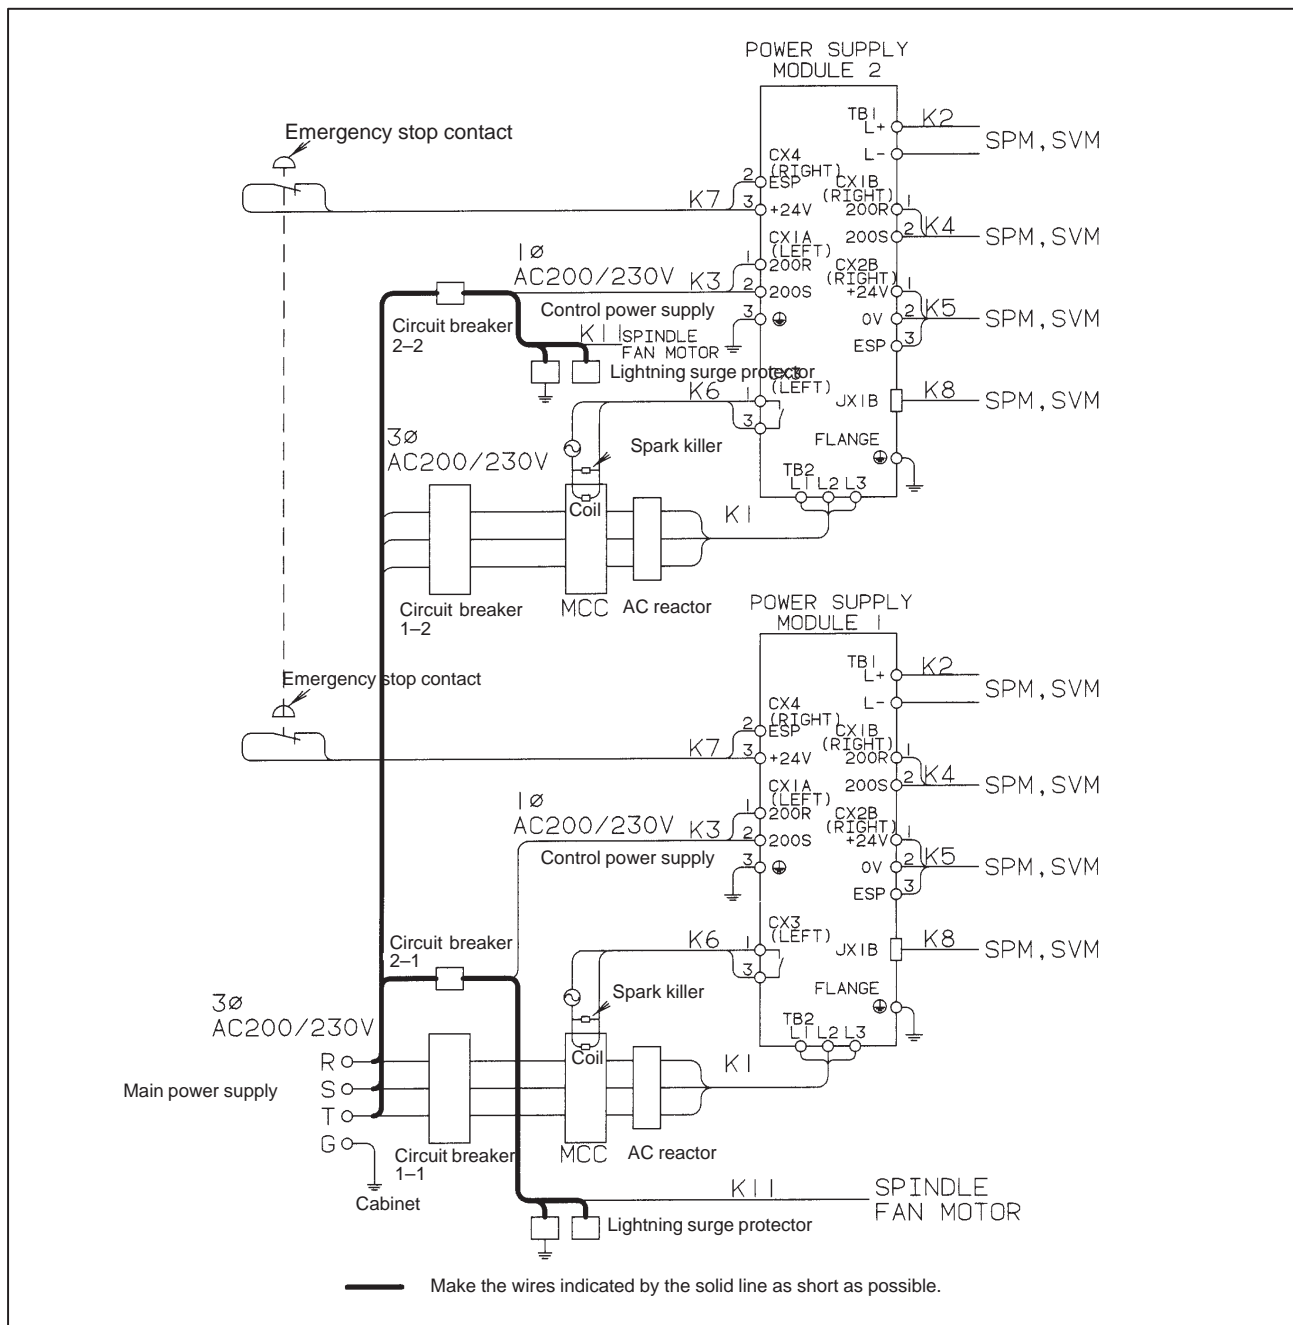 POWER SUPPLY
MODULE 2
Emergency stop contact
TB1
L+
K2
SPM,SVM
L-
CX4
(RIGHT)
2
ESP
CX1B
(RIGHT)
K7
3
+24V
200R
1
200S
2
K4
SPM,SVM
1Ø
AC200/230V
CX1A
(LEFT)
1
200R
CX2B
(RIGHT)
K3
2
200S
+24V
1
Control power supply
3
0V
2
K5
SPM,SVM
ESP
3
Circuit breaker
2–2
K11
SPINDLE
FAN MOTOR
Lightning surge protector
CX3
(LEFT)
K6
1
3
JX1B
K8
SPM,SVM
3Ø
AC200/230V
Spark killer
FLANGE
Coil
TB2
L1 L2 L3
K1
Circuit breaker
1–2
MCC
AC reactor
POWER SUPPLY
MODULE 1
Emergency stop contact
TB1
L+
K2
SPM,SVM
L-
CX4
(RIGHT)
2
ESP
CX1B
(RIGHT)
K7
3
+24V
200R
1
200S
2
K4
SPM,SVM
1Ø
AC200/230V
CX1A
(LEFT)
1
200R
CX2B
(RIGHT)
K3
2
200S
+24V
1
Control power supply
3
0V
2
K5
SPM,SVM
ESP
3
Circuit breaker
2–1
CX3
(LEFT)
K6
1
3
JX1B
K8
SPM,SVM
3Ø
AC200/230V
Spark killer
FLANGE
Coil
TB2
L1 L2 L3
K1
Main power supply
R
S
T
G
Circuit breaker
1–1
MCC
AC reactor
Cabinet
K11
SPINDLE
FAN MOTOR
Lightning surge protector
Make the wires indicated by the solid line as short as possible.